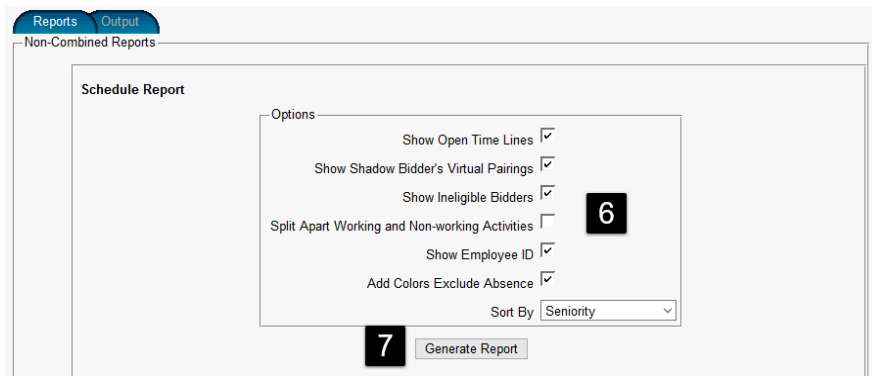 Reports Output
Non-Combined Reports
Schedule Report
Options
Show Open Time Lines
Show Shadow Bidder's Virtual Pairings
Show Ineligible Bidders
6
Split Apart Working and Non-working Activities
Show Employee ID
Add Colors Exclude Absence
Sort By Seniority
7 Generate Report